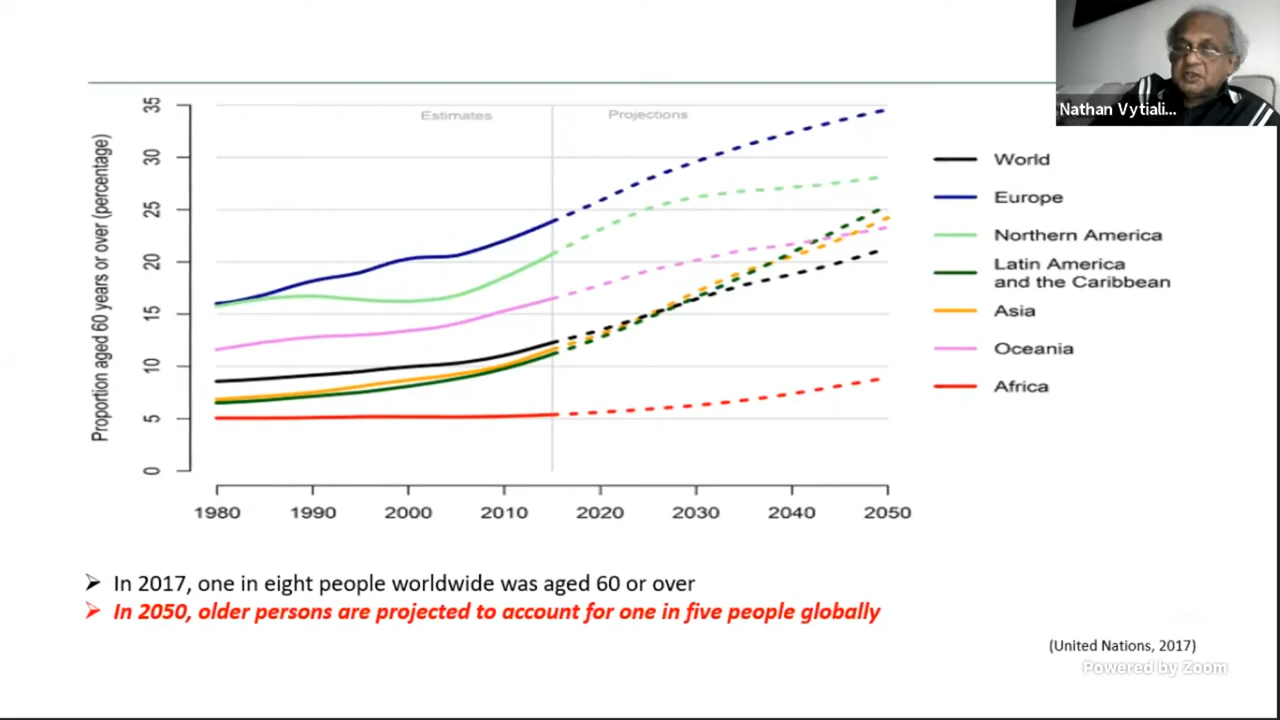 Nathan Vytiali...
Estimates
Projections
Proportion aged 60 years or over (percentage)
35
30
25
20
15
10
5
0
1980 1990 2000 2010 2020 2030 2040 2050
World
Europe
Northern America
Latin America
and the Caribbean
Asia
Oceania
Africa
In 2017, one in eight people worldwide was aged 60 or over
In 2050, older persons are projected to account for one in five people globally
(United Nations, 2017)
Powered by Zoom